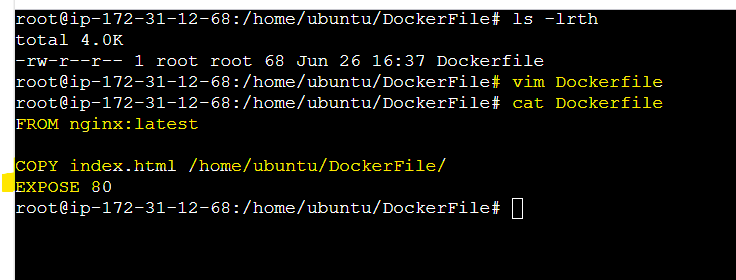 root@ip-172-31-12-68:/home/ubuntu/DockerFile# ls -lrth
total 4.0K
-rw-r--r-- 1 root root 68 Jun 26 16:37 Dockerfile
root@ip-172-31-12-68:/home/ubuntu/DockerFile# vim Dockerfile
root@ip-172-31-12-68:/home/ubuntu/DockerFile# cat Dockerfile
FROM nginx:latest
COPY index.html /home/ubuntu/DockerFile/
EXPOSE 80
root@ip-172-31-12-68:/home/ubuntu/DockerFile#